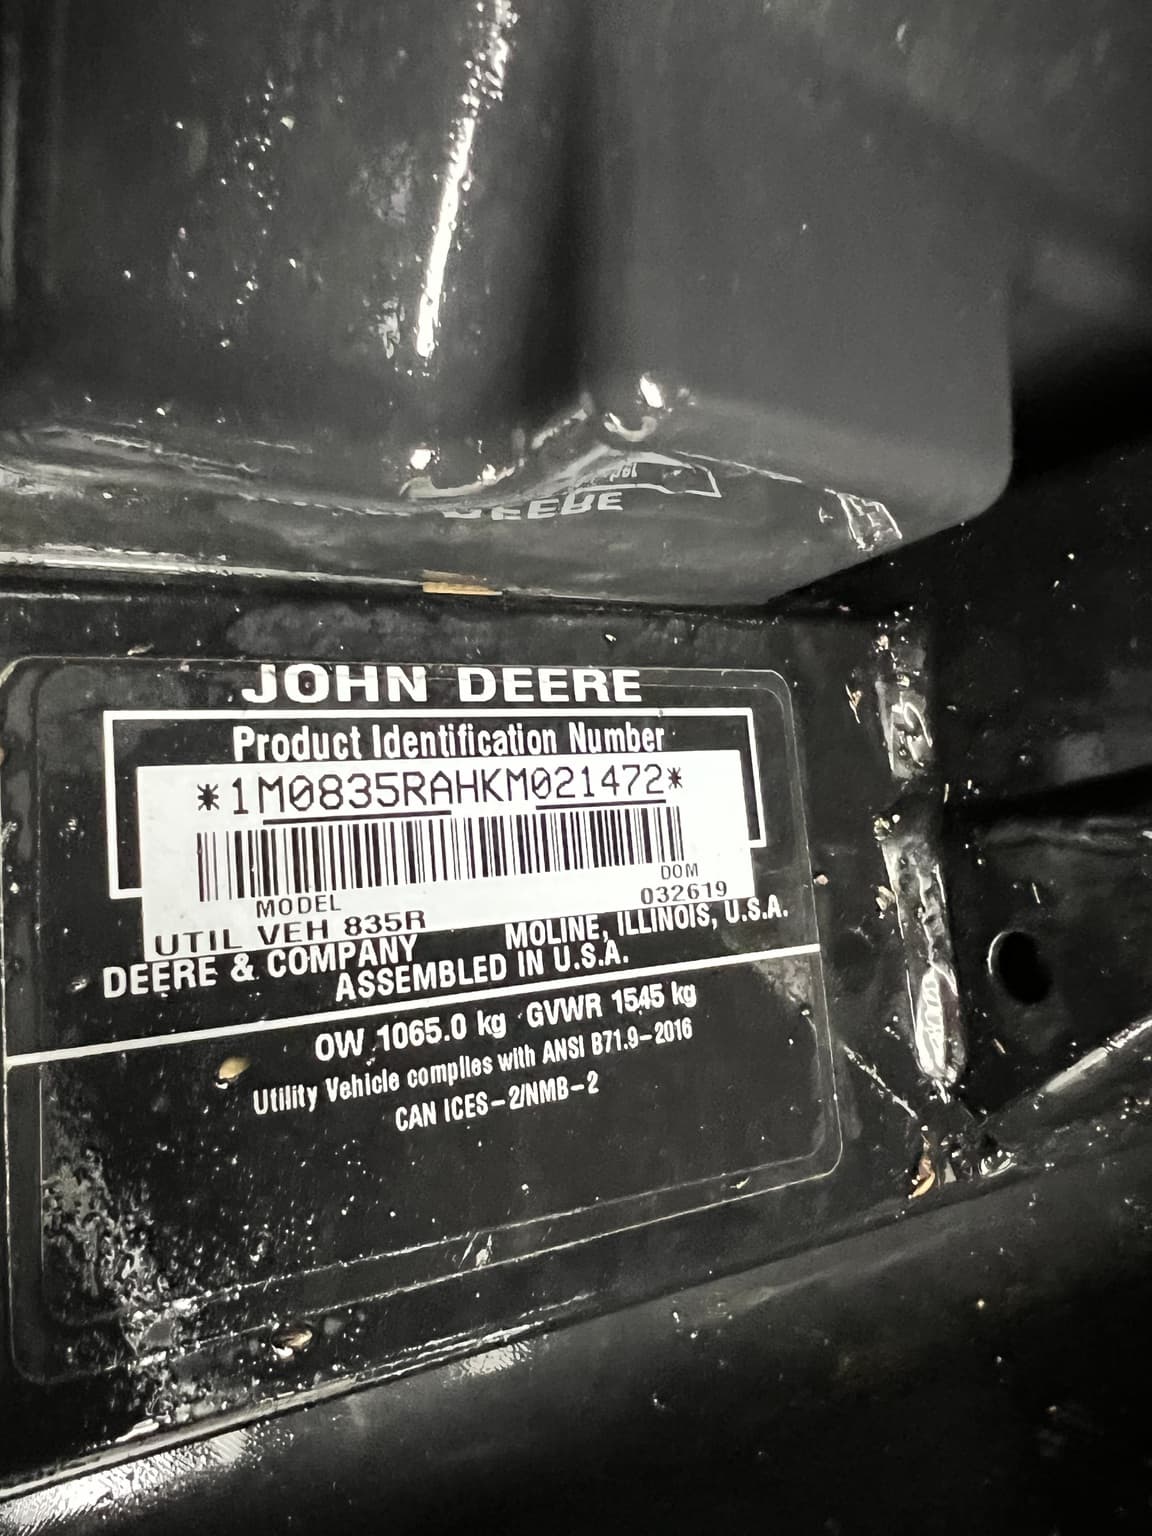 JOHN DEERE
Product Identification Number
*1M0835RAHKM021472*
MODEL DOM
UTIL VEH 835R 032619
DEERE & COMPANY MOLINE, ILLINOIS, U.S.A.
ASSEMBLED IN U.S.A.
OW 1065.0 kg GVWR 1545 kg
Utility Vehicle complies with ANSI B71.9-2016
CAN ICES-2/NMB-2